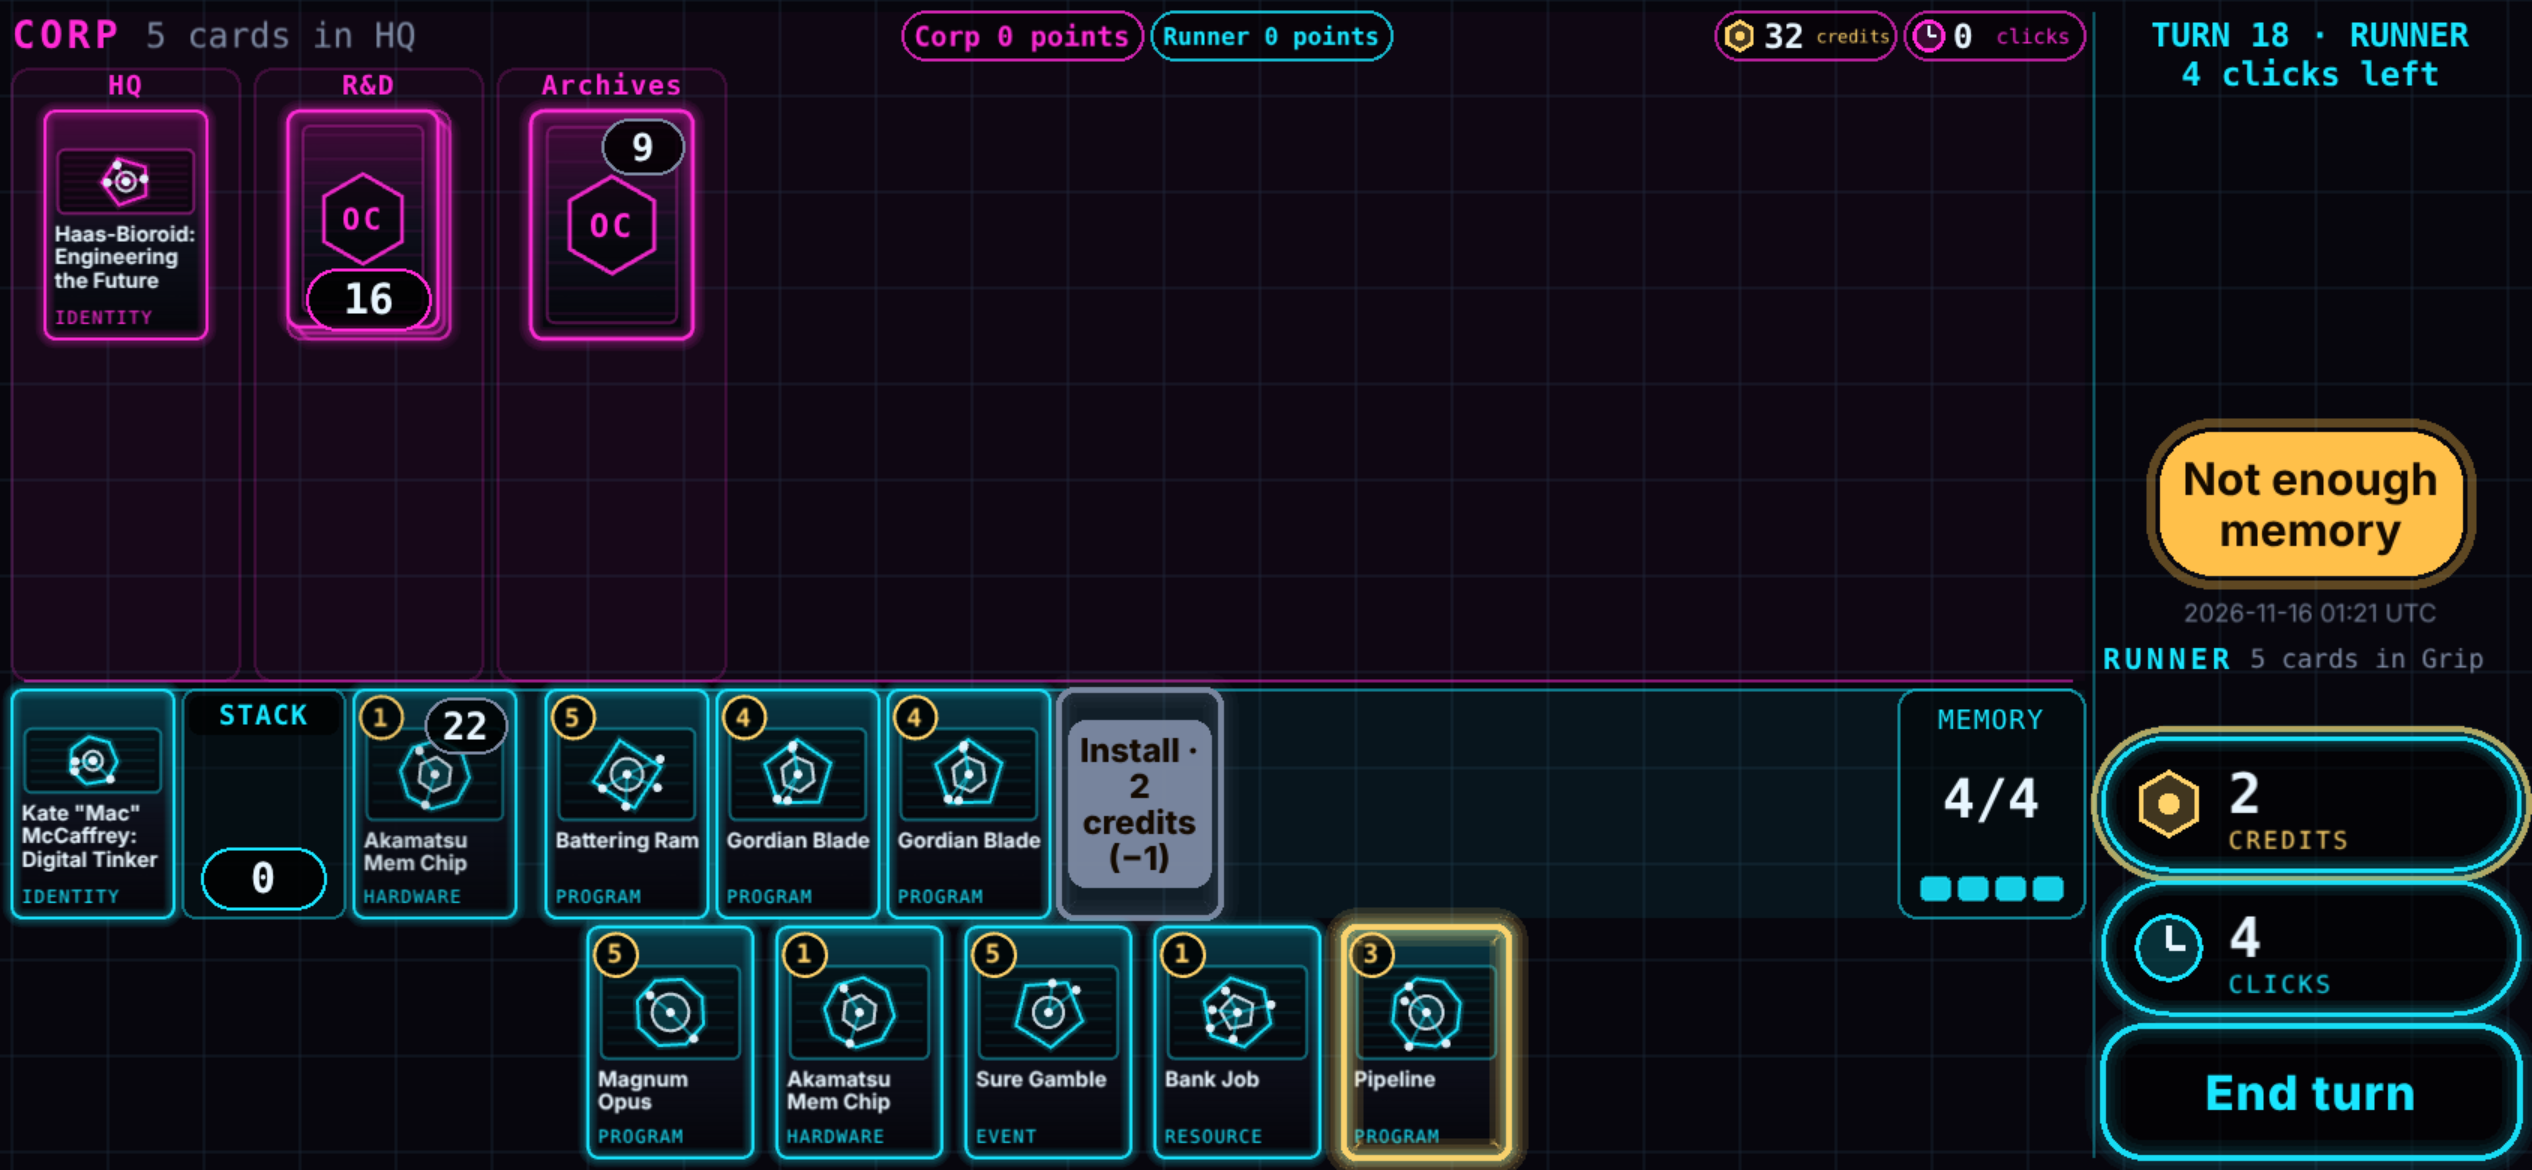 CORP 5 cards in HQ
Corp 0 points
Runner 0 points
32 credits
0 clicks
TURN 18 · RUNNER
4 clicks left
HQ
R&D
Archives
Haas-Bioroid:
Engineering
the Future
IDENTITY
OC
16
9
OC
Not enough
memory
2026-11-16 01:21 UTC
RUNNER 5 cards in Grip
Kate "Mac"
McCaffrey:
Digital Tinker
IDENTITY
STACK
0
1
22
Akamatsu
Mem Chip
HARDWARE
5
Battering Ram
PROGRAM
4
Gordian Blade
PROGRAM
4
Gordian Blade
PROGRAM
Install ·
2
credits
(−1)
MEMORY
4/4
2
CREDITS
4
CLICKS
End turn
5
Magnum
Opus
PROGRAM
1
Akamatsu
Mem Chip
HARDWARE
5
Sure Gamble
EVENT
1
Bank Job
RESOURCE
3
Pipeline
PROGRAM